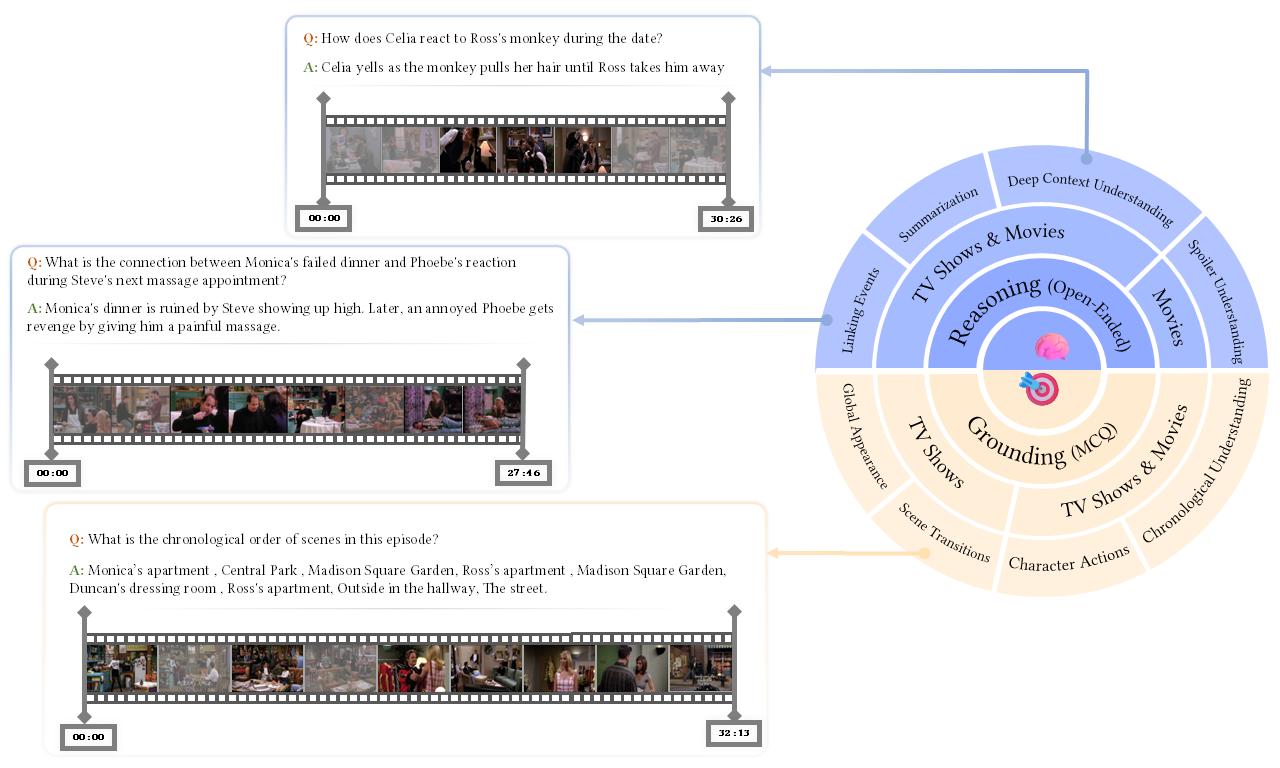 Q: How does Celia react to Ross's monkey during the date?
A: Celia yells as the monkey pulls her hair until Ross takes him away
00:00
30:26
Q: What is the connection between Monica's failed dinner and Phoebe's reaction
during Steve's next massage appointment?
A: Monica's dinner is ruined by Steve showing up high. Later, an annoyed Phoebe gets
revenge by giving him a painful massage.
00:00
27:46
Q: What is the chronological order of scenes in this episode?
A: Monica's apartment , Central Park , Madison Square Garden, Ross's apartment , Madison Square Garden,
Duncan's dressing room , Ross's apartment, Outside in the hallway, The street.
00:00
32:13
Linking Events
Summarization
Deep Context Understanding
Spoiler Understanding
TV Shows & Movies
Movies
Reasoning (Open-Ended)
Grounding (MCQ)
TV Shows
TV Shows & Movies
Global Appearance
Scene Transitions
Character Actions
Chronological Understanding